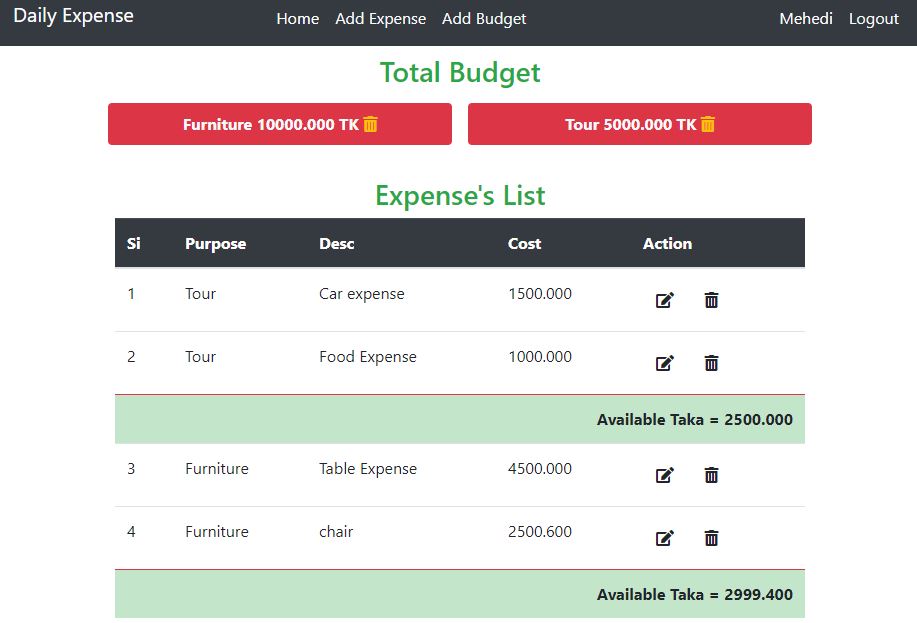 Daily Expense Home Add Expense Add Budget Mehedi Logout
Total Budget
Furniture 10000.000 TK Tour 5000.000 TK
Expense's List
Si Purpose Desc Cost Action
1 Tour Car expense 1500.000
2 Tour Food Expense 1000.000
Available Taka = 2500.000
3 Furniture Table Expense 4500.000
4 Furniture chair 2500.600
Available Taka = 2999.400